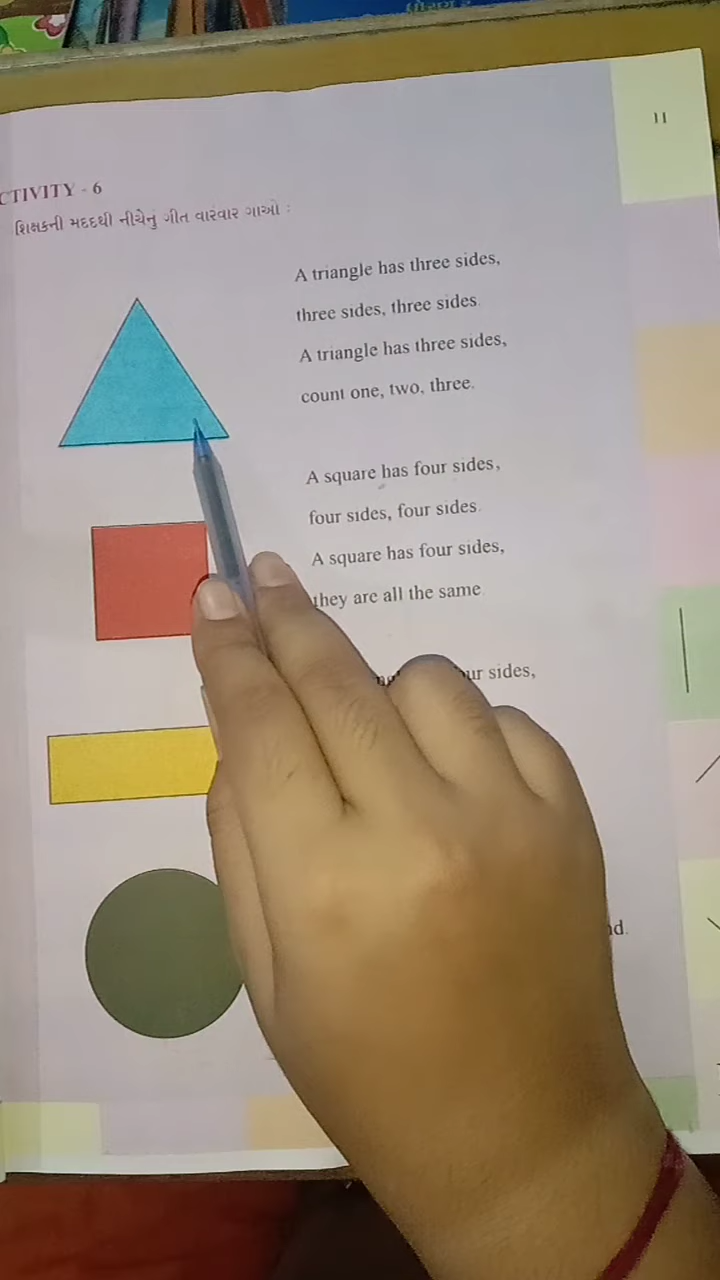 ધોરણ
11
CTIVITY - 6
શિક્ષકની મદદથી નીચેનું ગીત વારંવાર ગાઓ :
A triangle has three sides,
three sides, three sides.
A triangle has three sides,
count one, two, three.
A square has four sides,
four sides, four sides.
A square has four sides,
they are all the same.
sides,